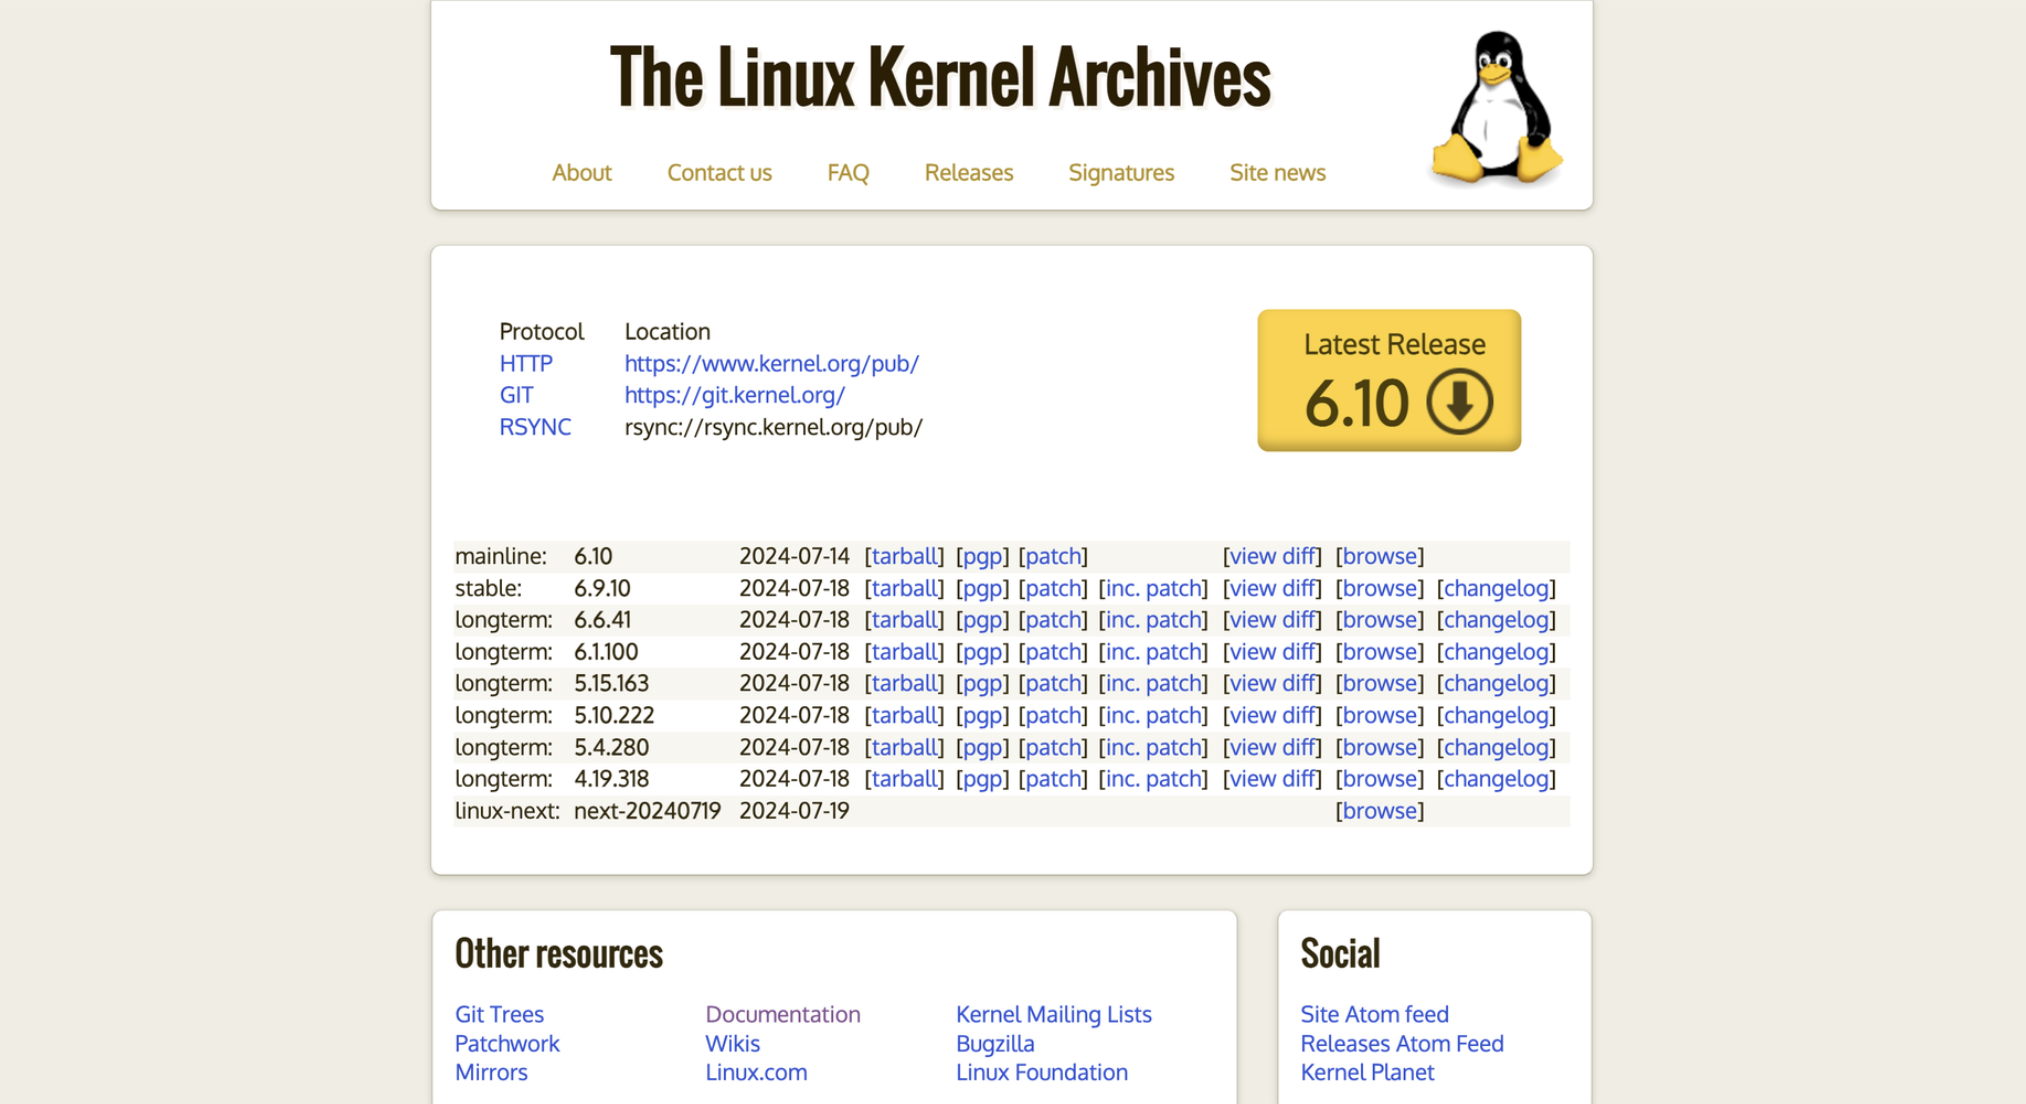 The Linux Kernel Archives
About Contact us FAQ Releases Signatures Site news
Protocol Location
HTTP https://www.kernel.org/pub/
GIT https://git.kernel.org/
RSYNC rsync://rsync.kernel.org/pub/
Latest Release
6.10
mainline: 6.10 2024-07-14 [tarball] [pgp] [patch] [view diff] [browse]
stable: 6.9.10 2024-07-18 [tarball] [pgp] [patch] [inc. patch] [view diff] [browse] [changelog]
longterm: 6.6.41 2024-07-18 [tarball] [pgp] [patch] [inc. patch] [view diff] [browse] [changelog]
longterm: 6.1.100 2024-07-18 [tarball] [pgp] [patch] [inc. patch] [view diff] [browse] [changelog]
longterm: 5.15.163 2024-07-18 [tarball] [pgp] [patch] [inc. patch] [view diff] [browse] [changelog]
longterm: 5.10.222 2024-07-18 [tarball] [pgp] [patch] [inc. patch] [view diff] [browse] [changelog]
longterm: 5.4.280 2024-07-18 [tarball] [pgp] [patch] [inc. patch] [view diff] [browse] [changelog]
longterm: 4.19.318 2024-07-18 [tarball] [pgp] [patch] [inc. patch] [view diff] [browse] [changelog]
linux-next: next-20240719 2024-07-19 [browse]
Other resources
Git Trees Documentation Kernel Mailing Lists
Patchwork Wikis Bugzilla
Mirrors Linux.com Linux Foundation
Social
Site Atom feed
Releases Atom Feed
Kernel Planet